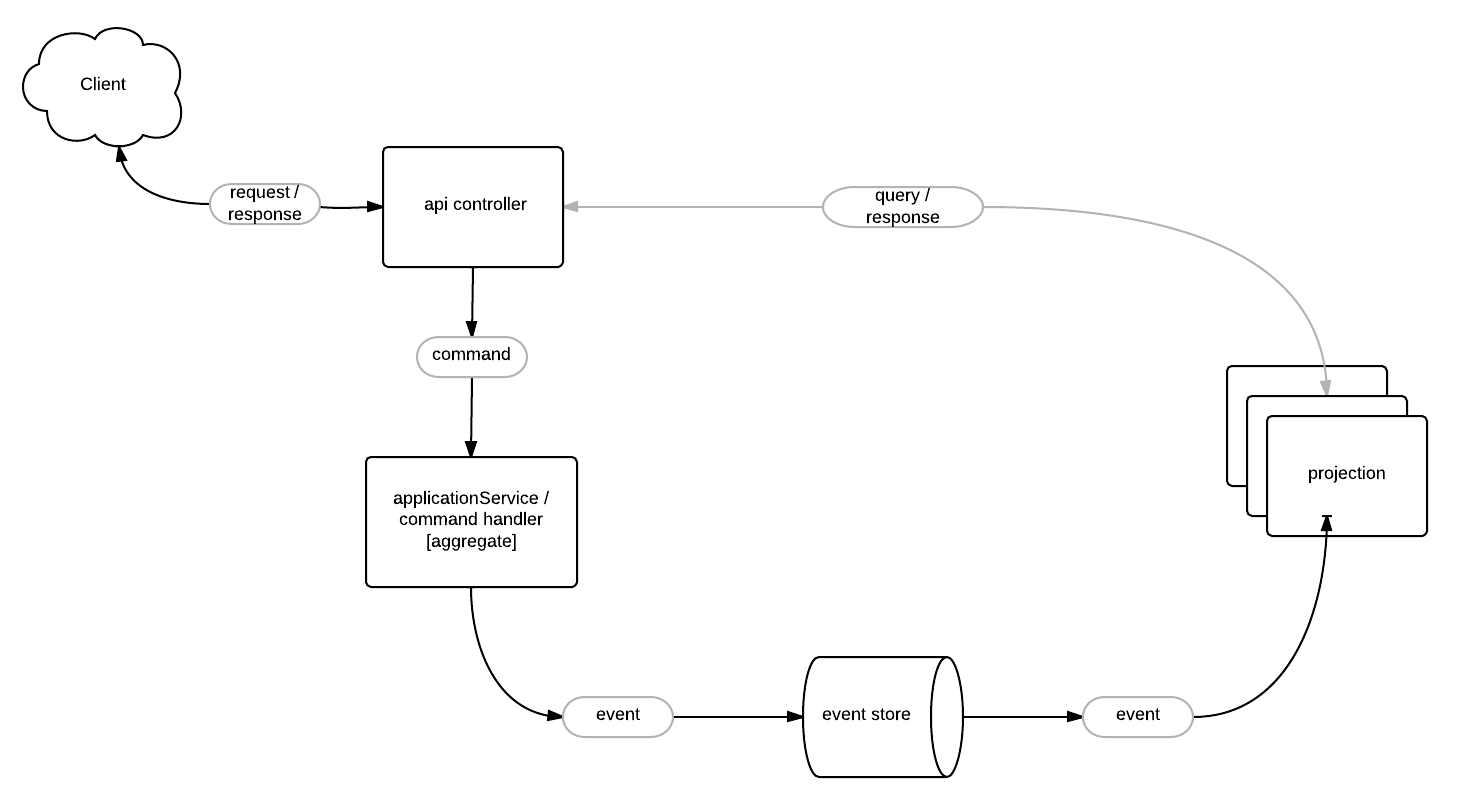 Client
request /
response
api controller
query /
response
command
applicationService /
command handler
[aggregate]
projection
event
event store
event